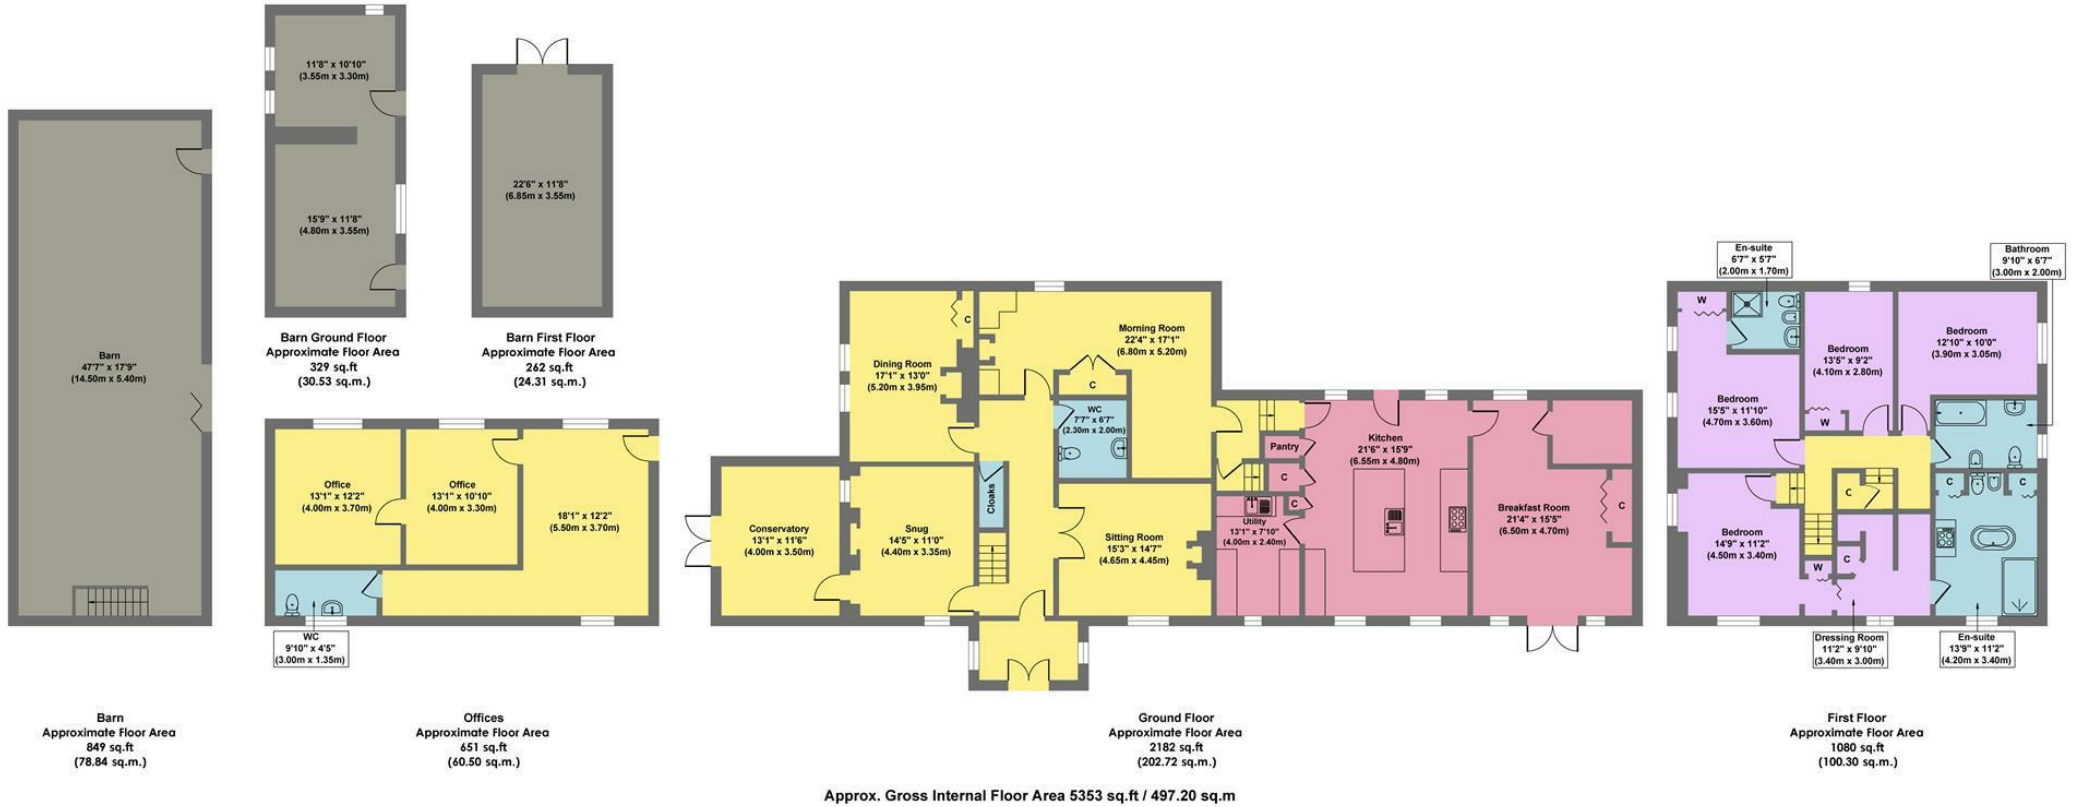 11'8" x 10'10"
(3.55m x 3.30m)
15'9" x 11'8"
(4.80m x 3.55m)
Barn Ground Floor
Approximate Floor Area
329 sq.ft
(30.53 sq.m.)
22'6" x 11'8"
(6.85m x 3.55m)
Barn First Floor
Approximate Floor Area
262 sq.ft
(24.31 sq.m.)
Barn
47'7" x 17'9"
(14.50m x 5.40m)
Barn
Approximate Floor Area
849 sq.ft
(78.84 sq.m.)
Office
13'1" x 12'2"
(4.00m x 3.70m)
Office
13'1" x 10'10"
(4.00m x 3.30m)
18'1" x 12'2"
(5.50m x 3.70m)
WC
9'10" x 4'5"
(3.00m x 1.35m)
Offices
Approximate Floor Area
651 sq.ft
(60.50 sq.m.)
Dining Room
17'1" x 13'0"
(5.20m x 3.95m)
C
Morning Room
22'4" x 17'1"
(6.80m x 5.20m)
C
WC
7'7" x 6'7"
(2.30m x 2.00m)
Cloaks
Conservatory
13'1" x 11'6"
(4.00m x 3.50m)
Snug
14'5" x 11'0"
(4.40m x 3.35m)
Sitting Room
15'3" x 14'7"
(4.65m x 4.45m)
Pantry
C
C
Utility
13'1" x 7'10"
(4.00m x 2.40m)
Kitchen
21'6" x 15'9"
(6.55m x 4.80m)
Breakfast Room
21'4" x 15'5"
(6.50m x 4.70m)
C
Ground Floor
Approximate Floor Area
2182 sq.ft
(202.72 sq.m.)
En-suite
6'7" x 5'7"
(2.00m x 1.70m)
Bathroom
9'10" x 6'7"
(3.00m x 2.00m)
W
Bedroom
15'5" x 11'10"
(4.70m x 3.60m)
Bedroom
13'5" x 9'2"
(4.10m x 2.80m)
W
Bedroom
12'10" x 10'0"
(3.90m x 3.05m)
Bedroom
14'9" x 11'2"
(4.50m x 3.40m)
C
C
C
C
W
Dressing Room
11'2" x 9'10"
(3.40m x 3.00m)
En-suite
13'9" x 11'2"
(4.20m x 3.40m)
First Floor
Approximate Floor Area
1080 sq.ft
(100.30 sq.m.)
Approx. Gross Internal Floor Area 5353 sq.ft / 497.20 sq.m